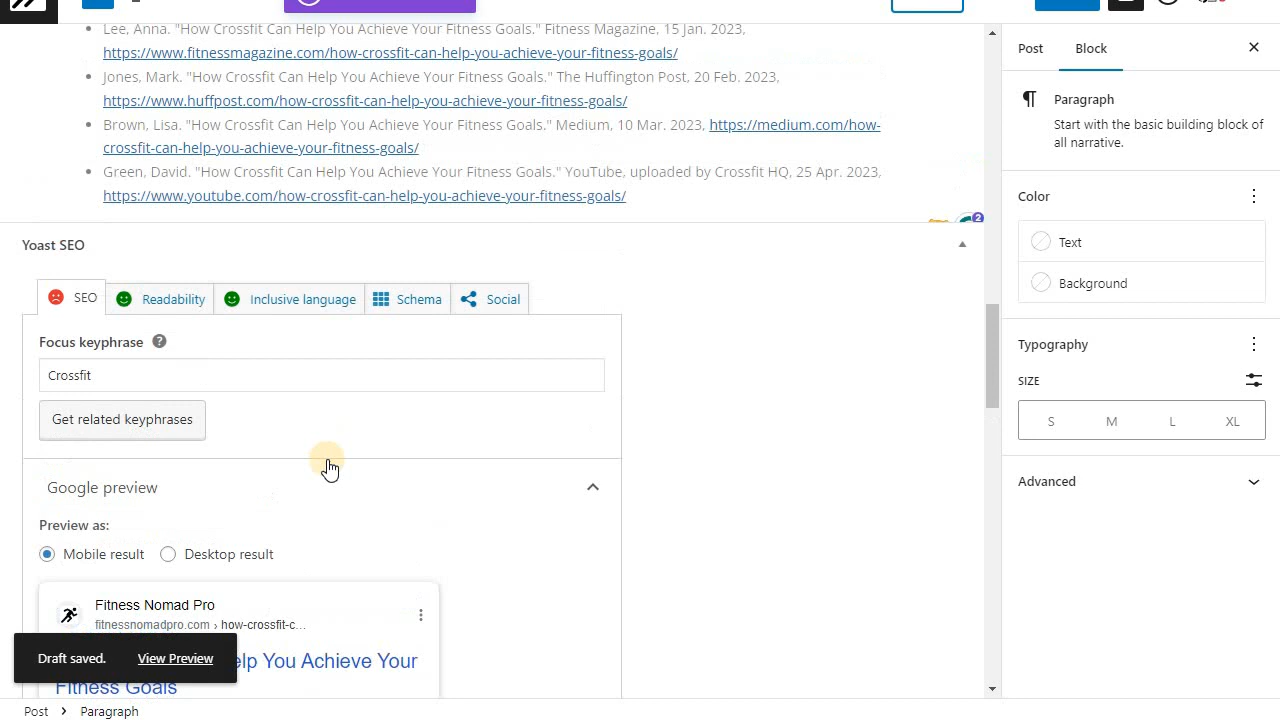 Lee, Anna. "How Crossfit Can Help You Achieve Your Fitness Goals." Fitness Magazine, 15 Jan. 2023,
https://www.fitnessmagazine.com/how-crossfit-can-help-you-achieve-your-fitness-goals/
Jones, Mark. "How Crossfit Can Help You Achieve Your Fitness Goals." The Huffington Post, 20 Feb. 2023,
https://www.huffpost.com/how-crossfit-can-help-you-achieve-your-fitness-goals/
Brown, Lisa. "How Crossfit Can Help You Achieve Your Fitness Goals." Medium, 10 Mar. 2023, https://medium.com/how-
crossfit-can-help-you-achieve-your-fitness-goals/
Green, David. "How Crossfit Can Help You Achieve Your Fitness Goals." YouTube, uploaded by Crossfit HQ, 25 Apr. 2023,
https://www.youtube.com/how-crossfit-can-help-you-achieve-your-fitness-goals/
2
Yoast SEO
SEO
Readability
Inclusive language
Schema
Social
Focus keyphrase
Crossfit
Get related keyphrases
Google preview
Preview as:
Mobile result
Desktop result
Fitness Nomad Pro
fitnessnomadpro.com › how-crossfit-c...
elp You Achieve Your
Fitness Goals
Draft saved.
View Preview
Post > Paragraph
Post
Block
Paragraph
Start with the basic building block of
all narrative.
Color
Text
Background
Typography
SIZE
S M L XL
Advanced